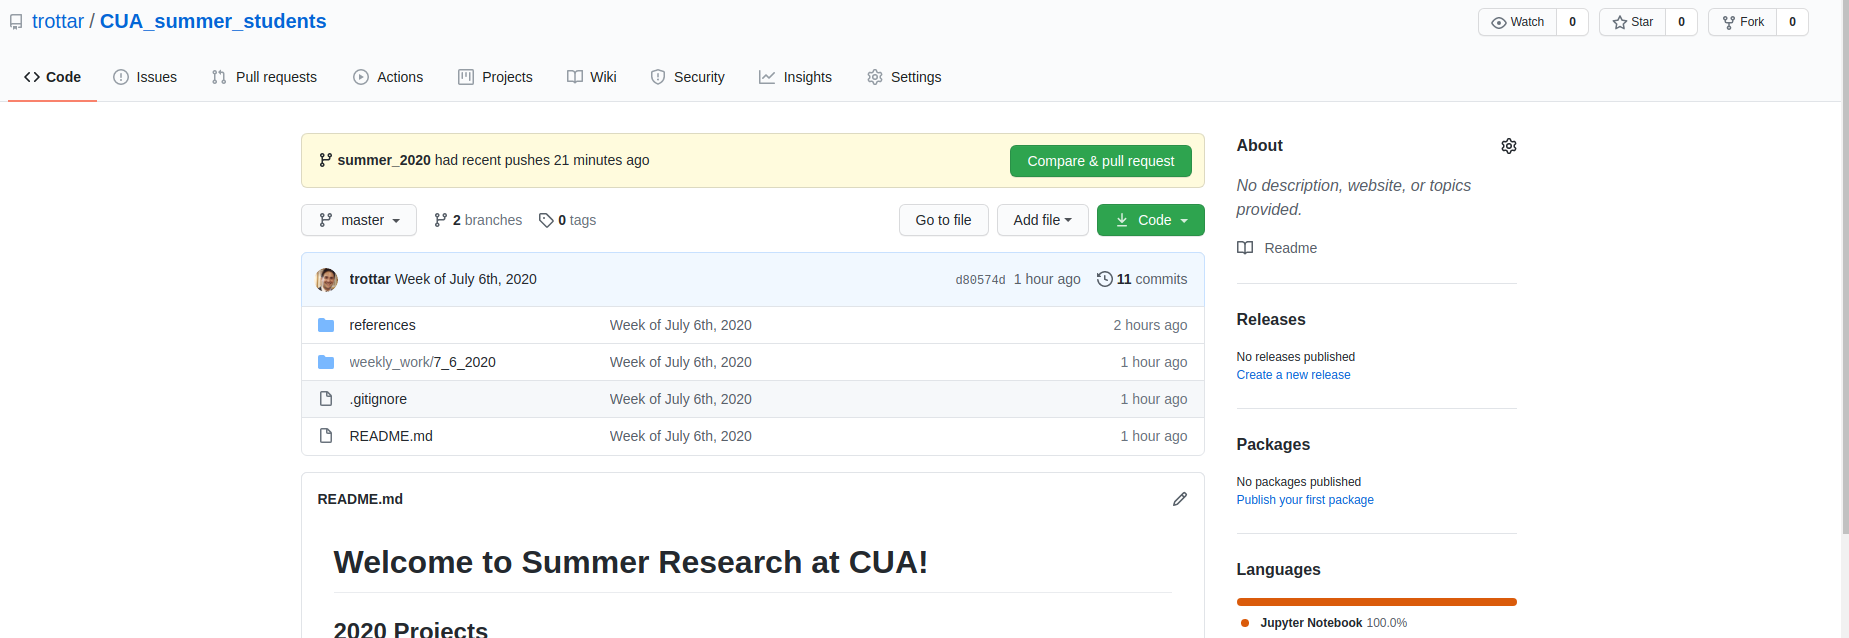 trottar / CUA_summer_students
Watch 0 Star 0 Fork 0
Code Issues Pull requests Actions Projects Wiki Security Insights Settings
summer_2020 had recent pushes 21 minutes ago Compare & pull request
master 2 branches 0 tags Go to file Add file Code
trottar Week of July 6th, 2020 d80574d 1 hour ago 11 commits
references Week of July 6th, 2020 2 hours ago
weekly_work/7_6_2020 Week of July 6th, 2020 1 hour ago
.gitignore Week of July 6th, 2020 1 hour ago
README.md Week of July 6th, 2020 1 hour ago
README.md
Welcome to Summer Research at CUA!
2020 Projects
About
No description, website, or topics
provided.
Readme
Releases
No releases published
Create a new release
Packages
No packages published
Publish your first package
Languages
Jupyter Notebook 100.0%